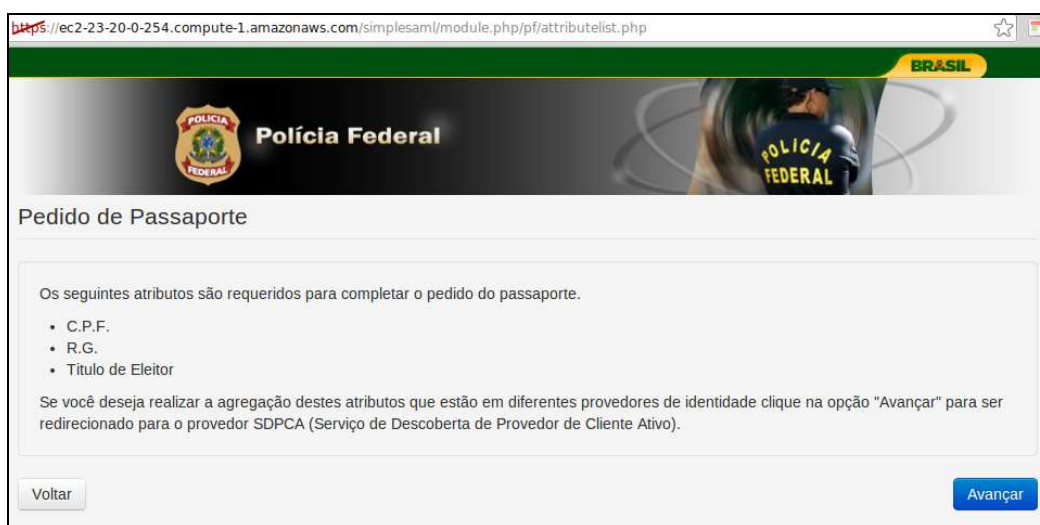 https://ec2-23-20-0-254.compute-1.amazonaws.com/simplesaml/module.php/pf/attributelist.php
BRASIL
POLICIA
FEDERAL
Polícia Federal
POLICIA
FEDERAL
Pedido de Passaporte
Os seguintes atributos são requeridos para completar o pedido do passaporte.
• C.P.F.
• R.G.
• Titulo de Eleitor
Se você deseja realizar a agregação destes atributos que estão em diferentes provedores de identidade clique na opção "Avançar" para ser
redirecionado para o provedor SDPCA (Serviço de Descoberta de Provedor de Cliente Ativo).
Voltar
Avançar